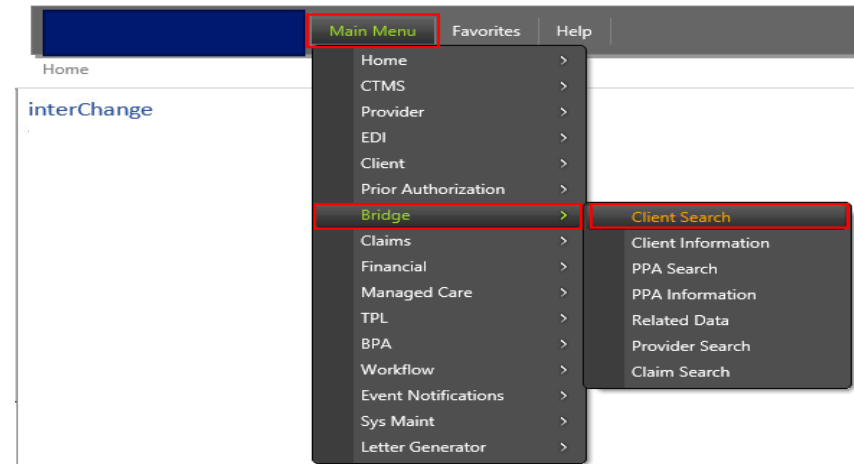 Main Menu Favorites Help
Home
Home >
CTMS >
interChange
Provider >
EDI >
Client >
Prior Authorization >
Bridge >
Claims >
Financial >
Managed Care >
TPL >
BPA >
Workflow >
Event Notifications >
Sys Maint >
Letter Generator >
Client Search
Client Information
PPA Search
PPA Information
Related Data
Provider Search
Claim Search